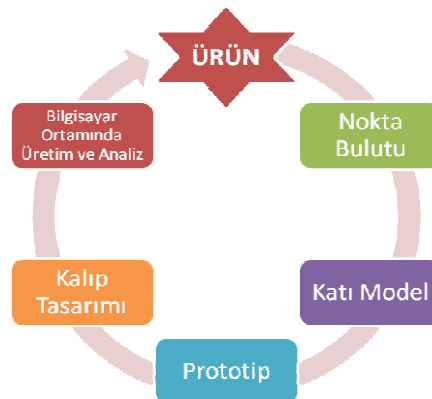 ÜRÜN
Nokta
Bulutu
Katı Model
Prototip
Kalıp
Tasarımı
Bilgisayar
Ortamında
Üretim ve Analiz